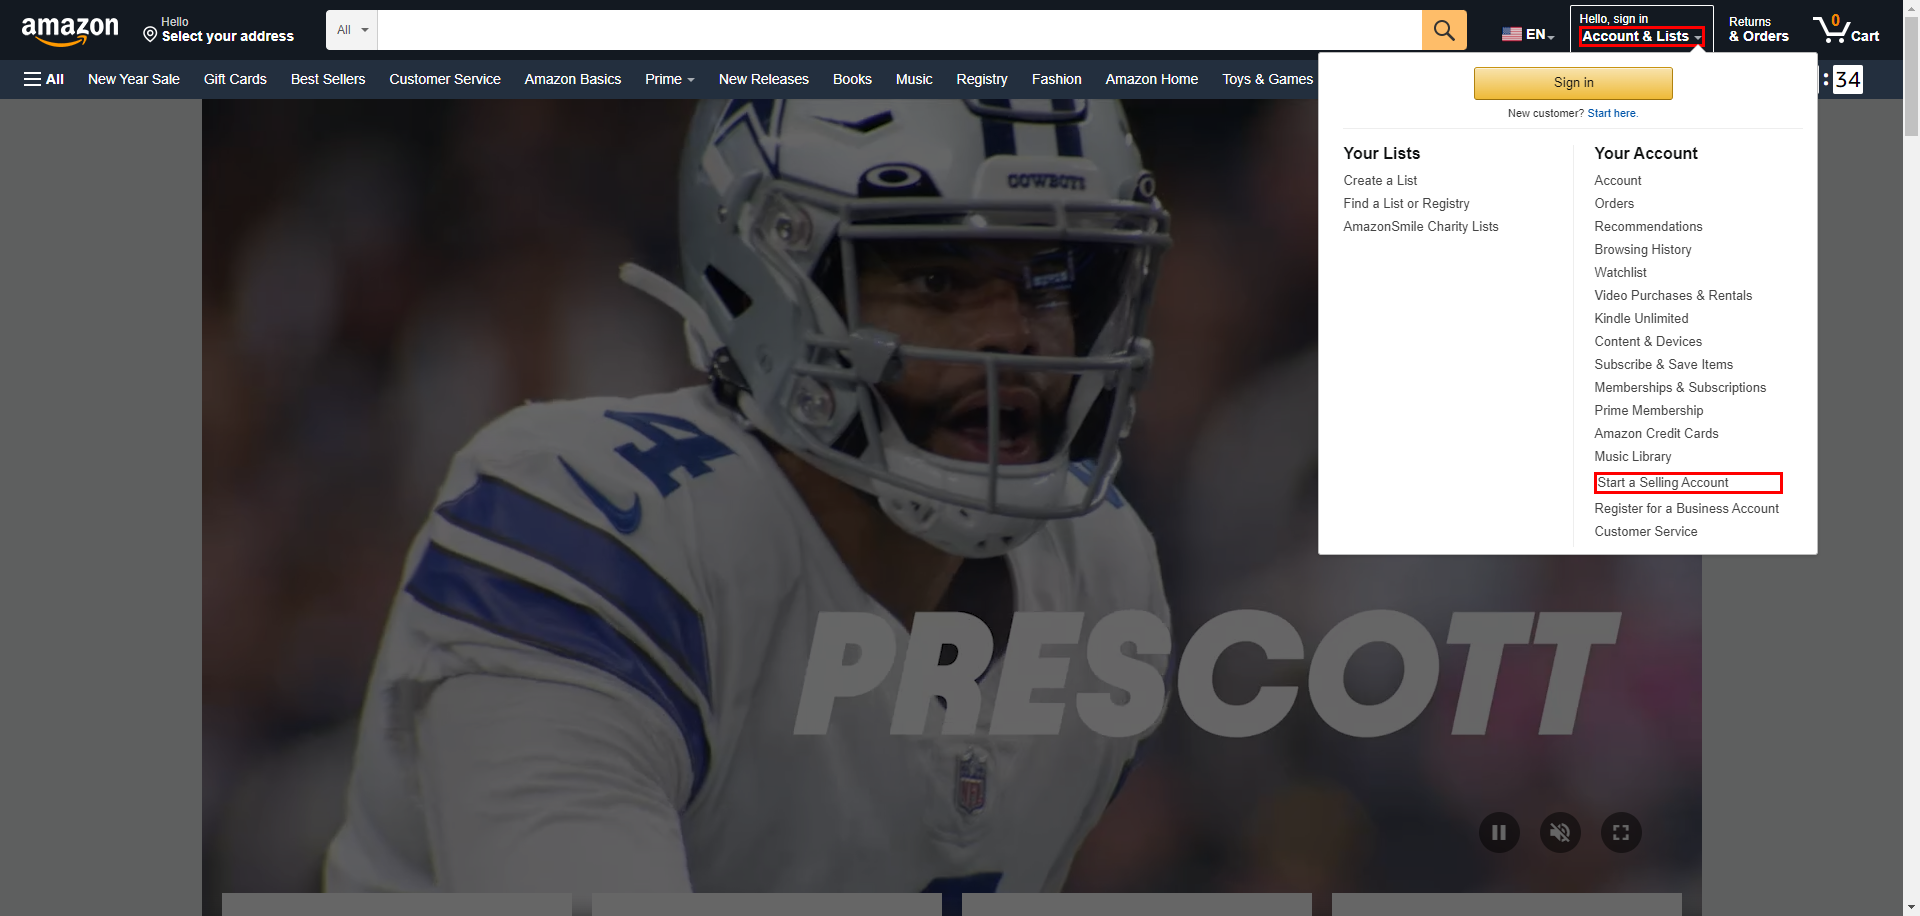 amazon
Hello
Select your address
All
EN
Hello, sign in
Account & Lists
Returns
& Orders
0
Cart
All
New Year Sale
Gift Cards
Best Sellers
Customer Service
Amazon Basics
Prime
New Releases
Books
Music
Registry
Fashion
Amazon Home
Toys & Games
: 34
Sign in
New customer? Start here.
Your Lists
Create a List
Find a List or Registry
AmazonSmile Charity Lists
Your Account
Account
Orders
Recommendations
Browsing History
Watchlist
Video Purchases & Rentals
Kindle Unlimited
Content & Devices
Subscribe & Save Items
Memberships & Subscriptions
Prime Membership
Amazon Credit Cards
Music Library
Start a Selling Account
Register for a Business Account
Customer Service
COWBOYS
4
PRESCOTT
NFL